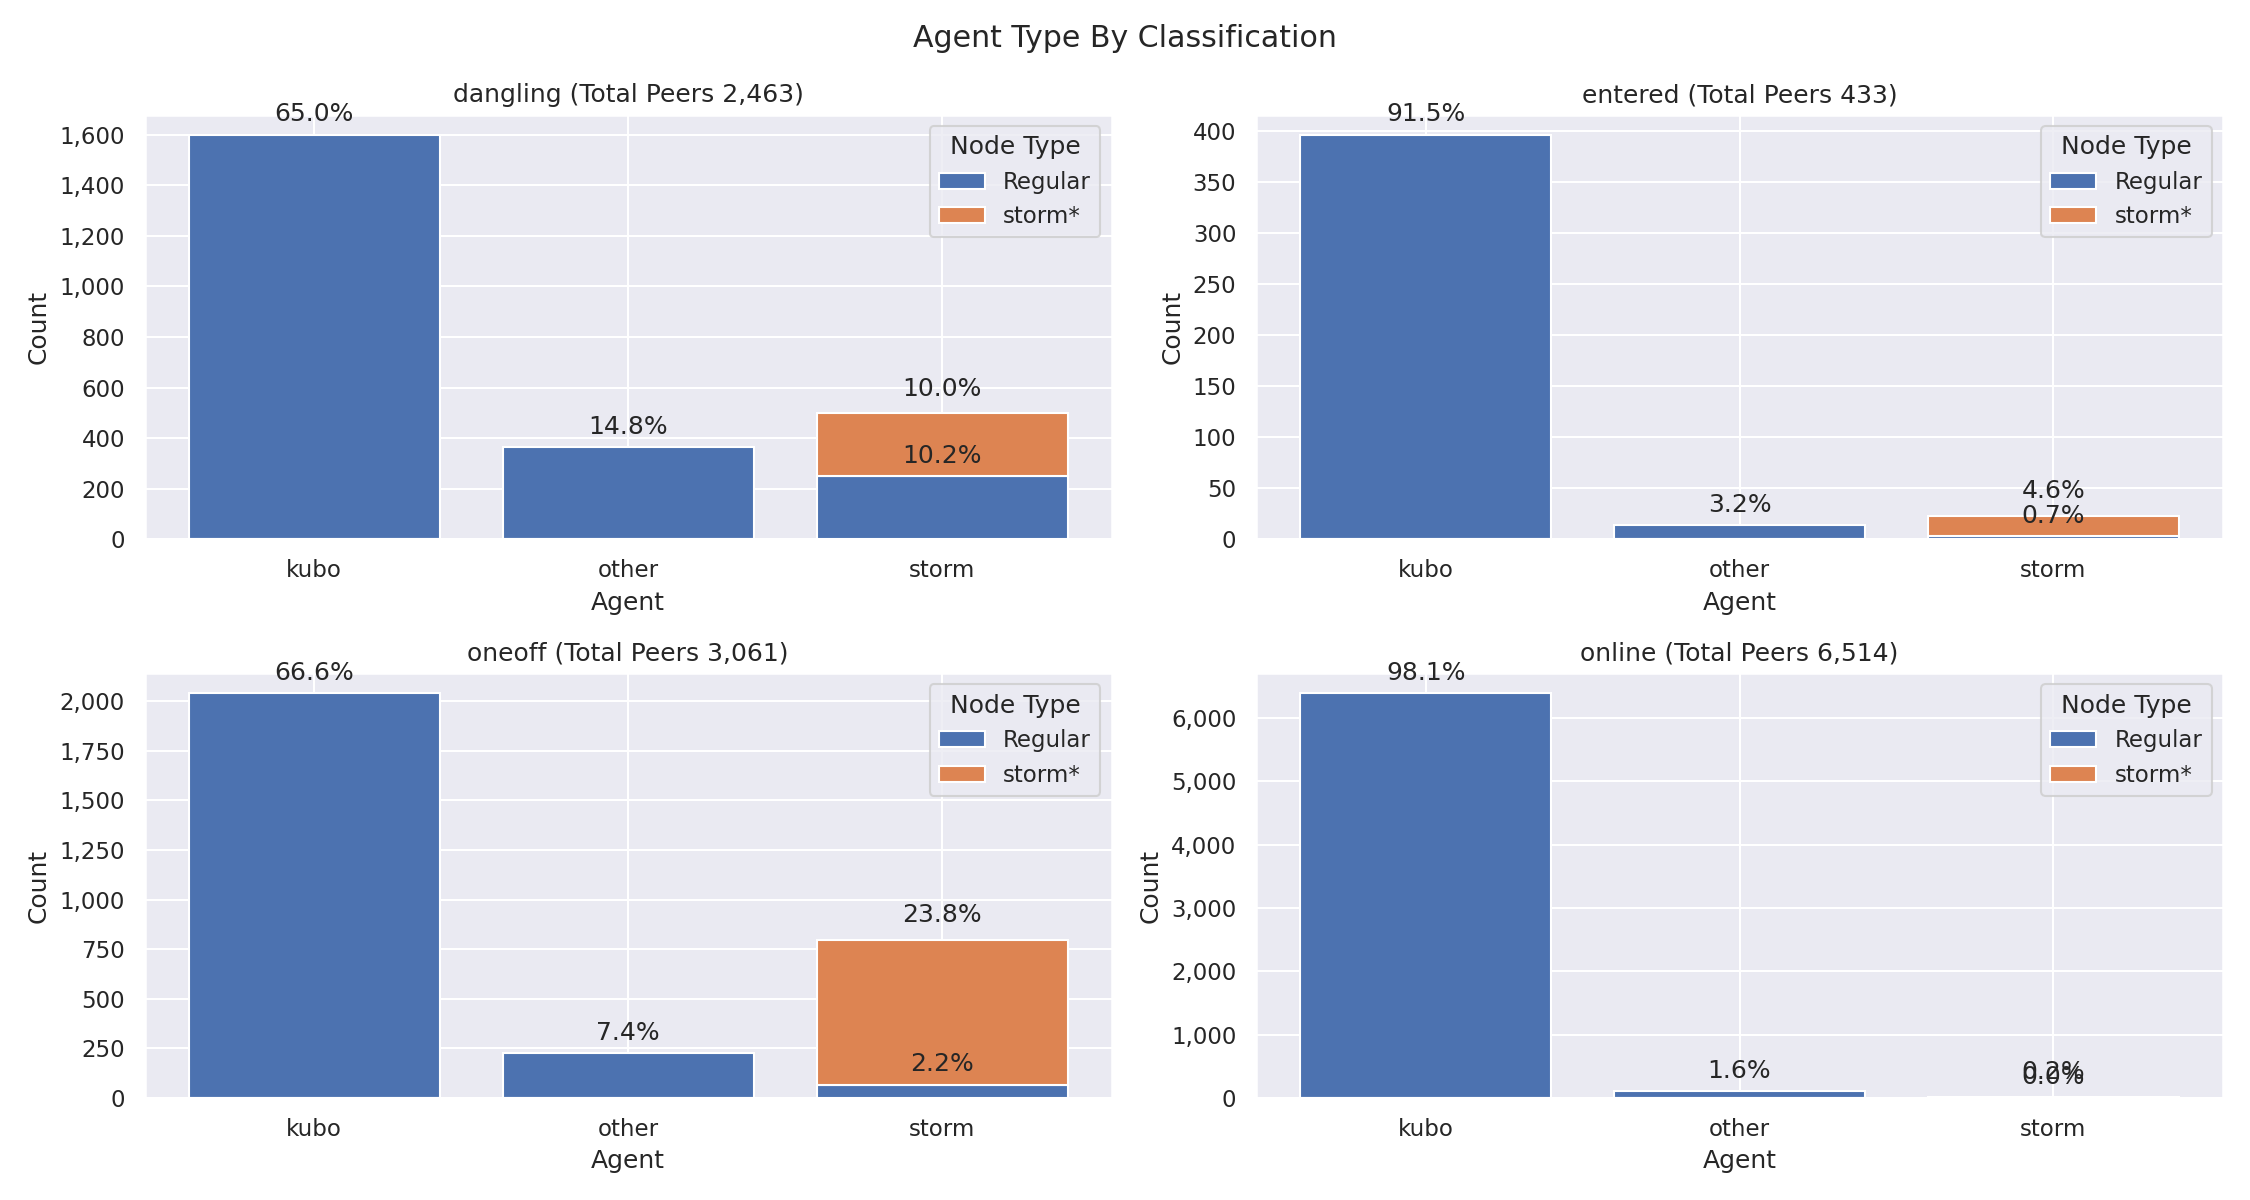 Agent Type By Classification
dangling (Total Peers 2,463)
65.0%
1,600
1,400
1,200
1,000
800
600
400
200
0
Count
14.8%
10.0%
10.2%
Node Type
Regular
storm*
kubo
other
storm
Agent
entered (Total Peers 433)
91.5%
400
350
300
250
200
150
100
50
0
Count
3.2%
4.6%
0.7%
Node Type
Regular
storm*
kubo
other
storm
Agent
oneoff (Total Peers 3,061)
66.6%
2,000
1,750
1,500
1,250
1,000
750
500
250
0
Count
7.4%
23.8%
2.2%
Node Type
Regular
storm*
kubo
other
storm
Agent
online (Total Peers 6,514)
98.1%
6,000
5,000
4,000
3,000
2,000
1,000
0
Count
1.6%
0.2%
0.0%
Node Type
Regular
storm*
kubo
other
storm
Agent